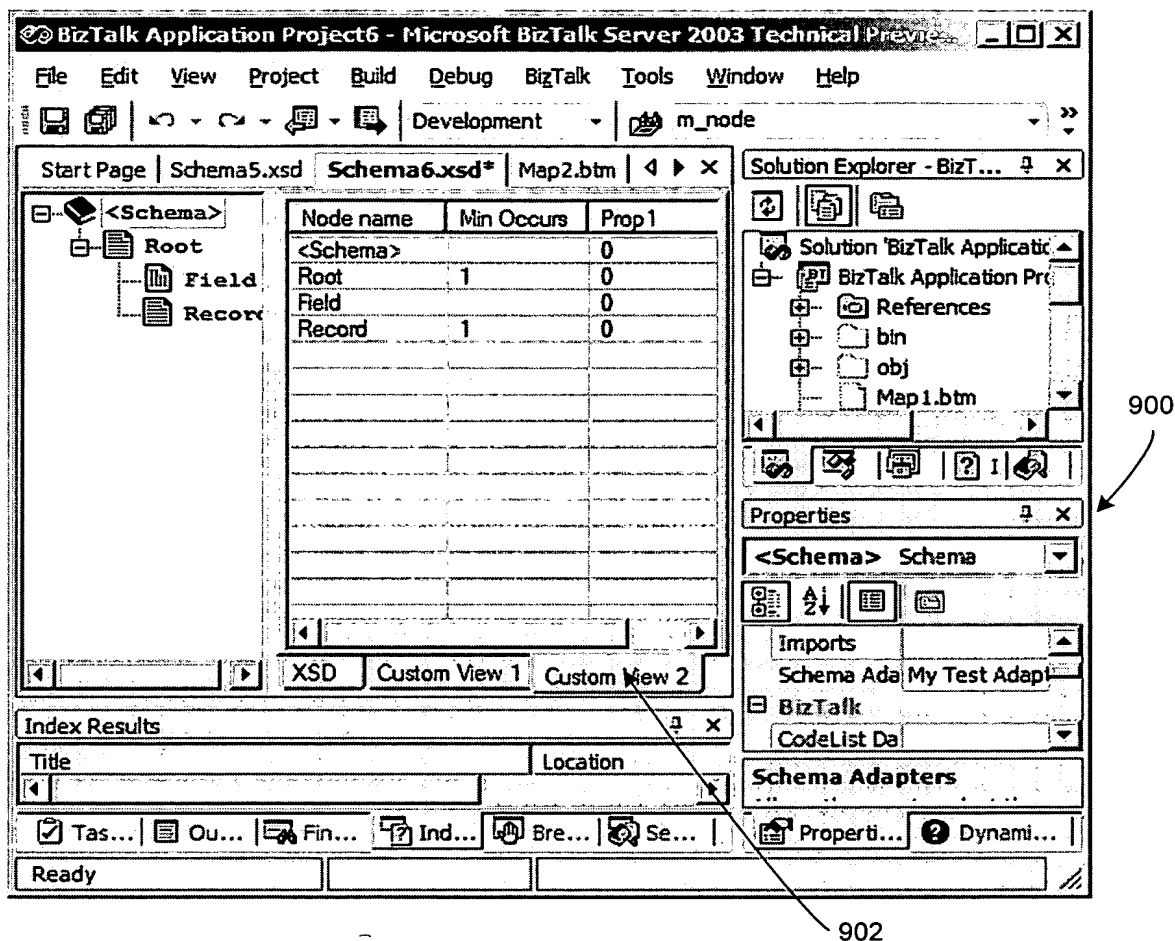 BizTalk Application Project6 - Microsoft BizTalk Server 2003 Technical Previe...
File Edit View Project Build Debug BizTalk Tools Window Help
Development m_node
Start Page Schema5.xsd Schema6.xsd* Map2.btm
<Schema>
Root
Field
Record
Node name Min Occurs Prop1
<Schema> 0
Root 1 0
Field 0
Record 1 0
XSD Custom View 1 Custom View 2
Solution Explorer - BizT...
Solution 'BizTalk Applicatic
BizTalk Application Pro
References
bin
obj
Map1.btm
Properties
<Schema> Schema
Imports
Schema Ada My Test Adapt
BizTalk
CodeList Da
Schema Adapters
Index Results
Title Location
Tas... Ou... Fin... Ind... Bre... Se...
Properti... Dynami...
Ready
900
902